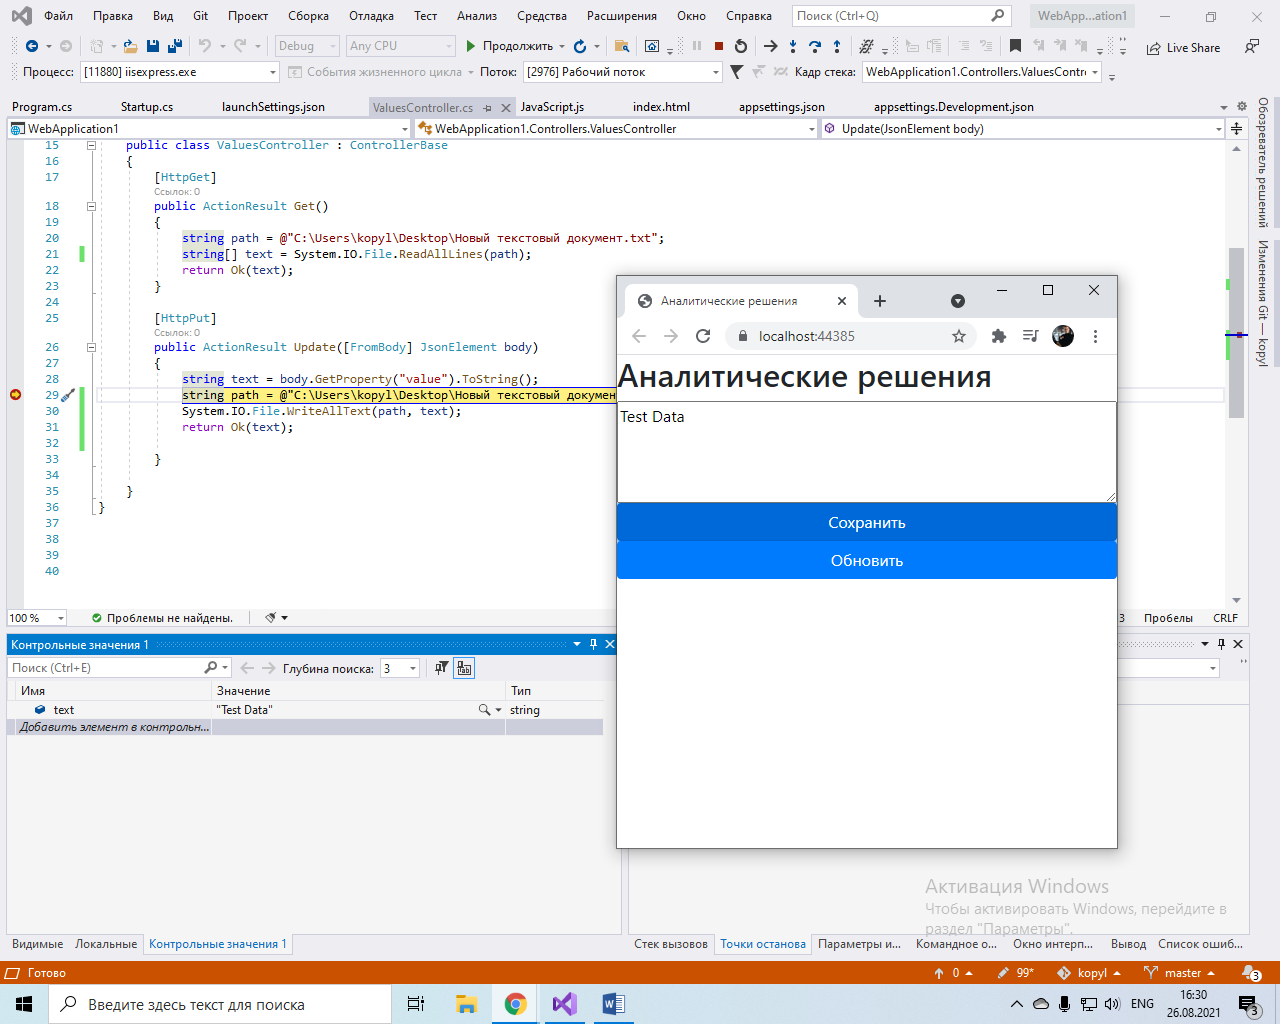 Файл Правка Вид Git Проект Сборка Отладка Тест Анализ Средства Расширения Окно Справка Поиск (Ctrl+Q) WebApp...ation1
Debug Any CPU Продолжить Live Share
Процесс: [11880] iisexpress.exe События жизненного цикла Поток: [2976] Рабочий поток Кадр стека: WebApplication1.Controllers.ValuesContro
Program.cs Startup.cs launchSettings.json ValuesController.cs JavaScript.js index.html appsettings.json appsettings.Development.json
WebApplication1 WebApplication1.Controllers.ValuesController Update(JsonElement body)
15 public class ValuesController : ControllerBase
16 {
17 [HttpGet]
Ссылок: 0
18 public ActionResult Get()
19 {
20 string path = @"C:\Users\kopyl\Desktop\Новый текстовый документ.txt";
21 string[] text = System.IO.File.ReadAllLines(path);
22 return Ok(text);
23 }
24
25 [HttpPut]
Ссылок: 0
26 public ActionResult Update([FromBody] JsonElement body)
27 {
28 string text = body.GetProperty("value").ToString();
29 string path = @"C:\Users\kopyl\Desktop\Новый текстовый докумен
30 System.IO.File.WriteAllText(path, text);
31 return Ok(text);
32
33 }
34
35 }
36 }
37
38
39
40
Обозреватель решений
Изменения Git — kopyl
Аналитические решения
localhost:44385
Аналитические решения
Test Data
Сохранить
Обновить
100 % Проблемы не найдены. 3 Пробелы CRLF
Контрольные значения 1
Поиск (Ctrl+E) Глубина поиска: 3
Имя Значение Тип
text "Test Data" string
Добавить элемент в контрольн...
Активация Windows
Чтобы активировать Windows, перейдите в
раздел "Параметры".
Видимые Локальные Контрольные значения 1 Стек вызовов Точки останова Параметры и... Командное о... Окно интерп... Вывод Список ошиб...
Готово 0 99* kopyl master 3
Введите здесь текст для поиска ENG 16:30
26.08.2021 3